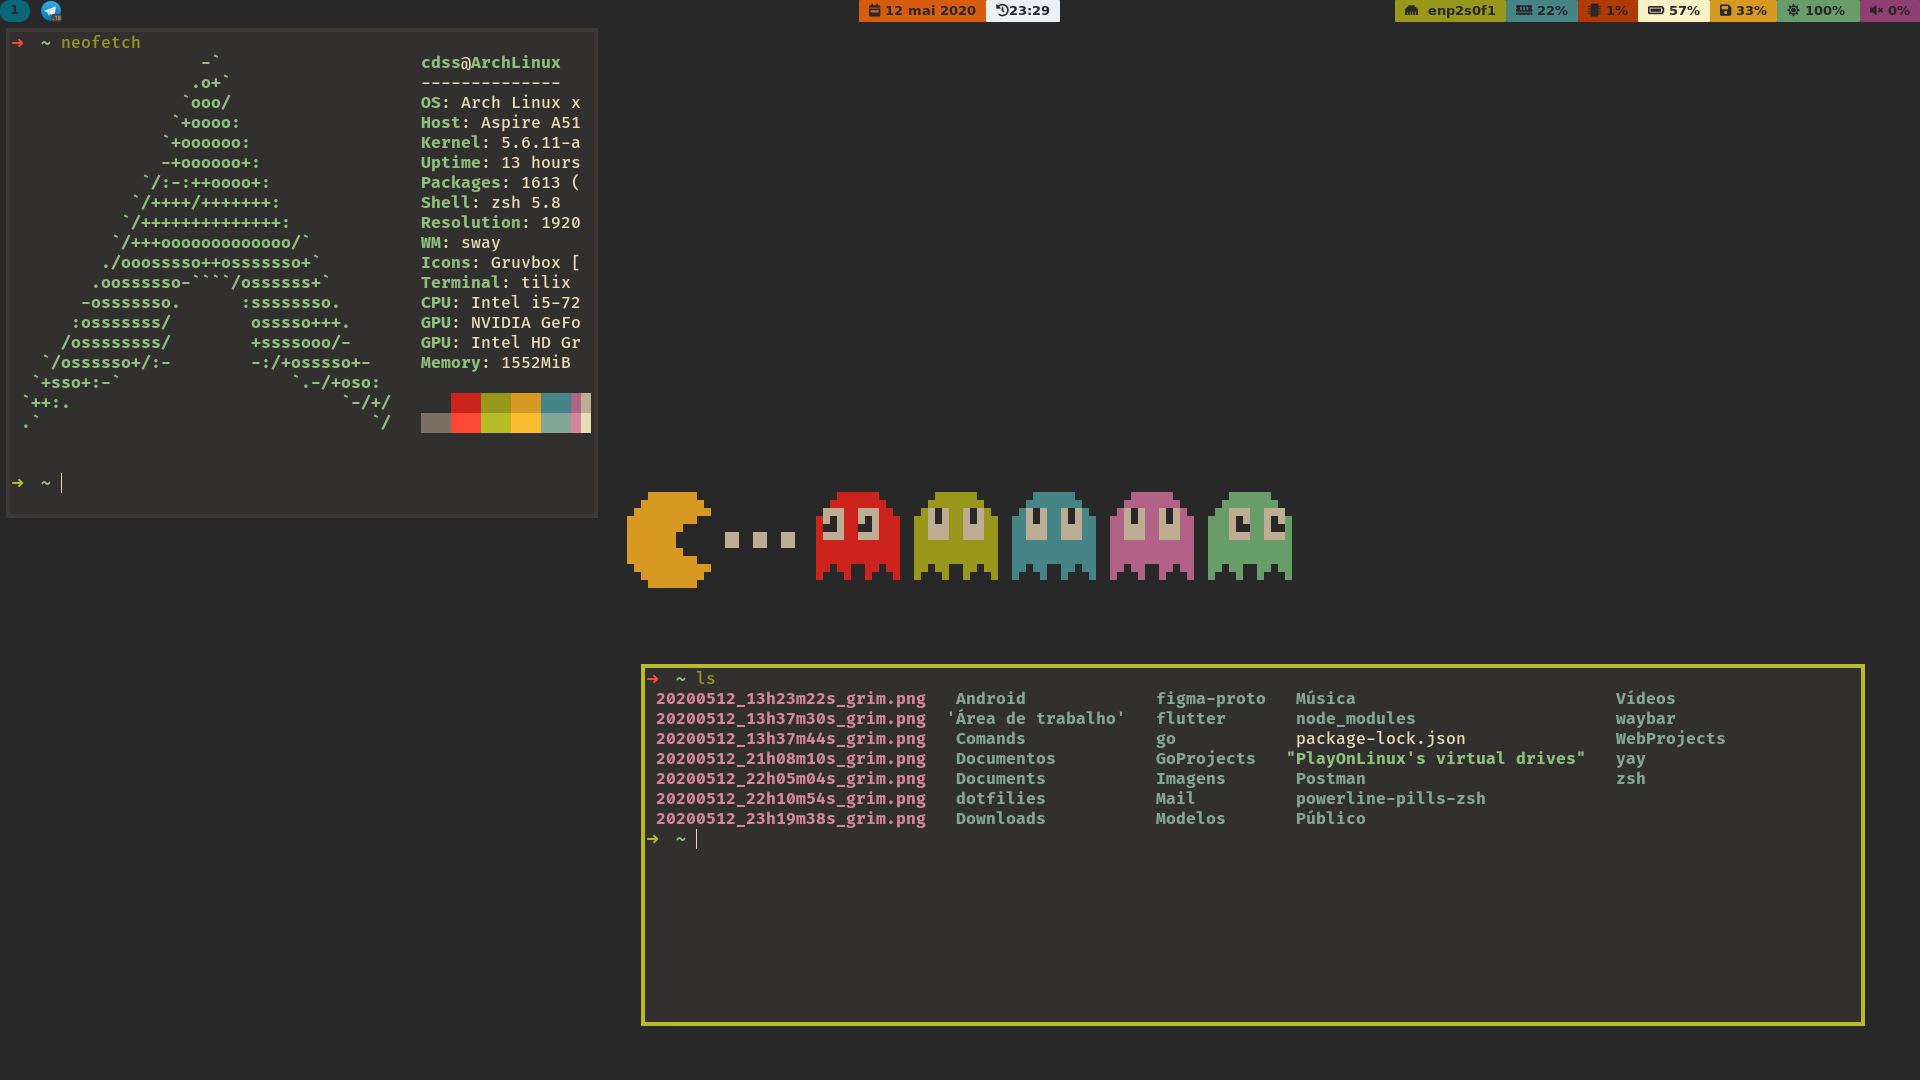 1 12 mai 2020 23:29 enp2s0f1 22% 1% 57% 33% 100% 0%
➜ ~ neofetch
-` cdss@ArchLinux
.o+` --------------
`ooo/ OS: Arch Linux x
`+oooo: Host: Aspire A51
`+oooooo: Kernel: 5.6.11-a
-+oooooo+: Uptime: 13 hours
`/:-:++oooo+: Packages: 1613 (
`/++++/+++++++: Shell: zsh 5.8
`/++++++++++++++: Resolution: 1920
`/+++ooooooooooooo/` WM: sway
./ooosssso++osssssso+` Icons: Gruvbox [
.oossssso-````/ossssss+` Terminal: tilix
-osssssso. :ssssssso. CPU: Intel i5-72
:osssssss/ osssso+++. GPU: NVIDIA GeFo
/ossssssss/ +ssssooo/- GPU: Intel HD Gr
`/ossssso+/:- -:/+osssso+- Memory: 1552MiB
`+sso+:-` `.-/+oso:
`++:. `-/+/
.` `/
➜ ~
➜ ~ ls
20200512_13h23m22s_grim.png Android figma-proto Música Vídeos
20200512_13h37m30s_grim.png 'Área de trabalho' flutter node_modules waybar
20200512_13h37m44s_grim.png Comands go package-lock.json WebProjects
20200512_21h08m10s_grim.png Documentos GoProjects "PlayOnLinux's virtual drives" yay
20200512_22h05m04s_grim.png Documents Imagens Postman zsh
20200512_22h10m54s_grim.png dotfilies Mail powerline-pills-zsh
20200512_23h19m38s_grim.png Downloads Modelos Público
➜ ~